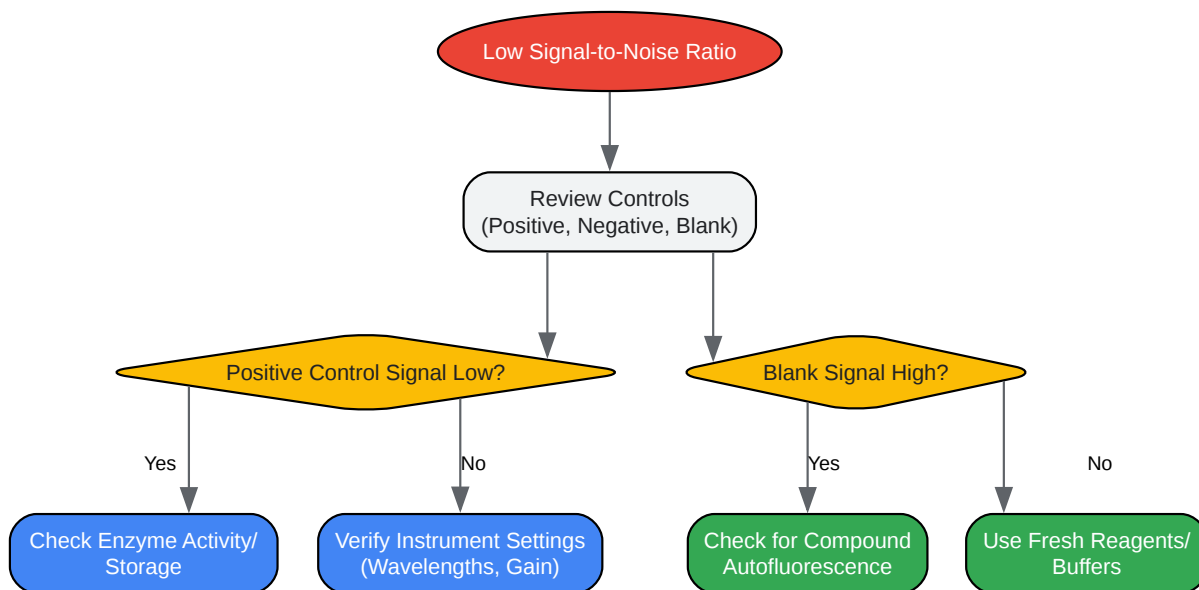 Low Signal-to-Noise Ratio
Review Controls
(Positive, Negative, Blank)
Positive Control Signal Low?
Blank Signal High?
Yes
No
Yes
No
Check Enzyme Activity/
Storage
Verify Instrument Settings
(Wavelengths, Gain)
Check for Compound
Autofluorescence
Use Fresh Reagents/
Buffers